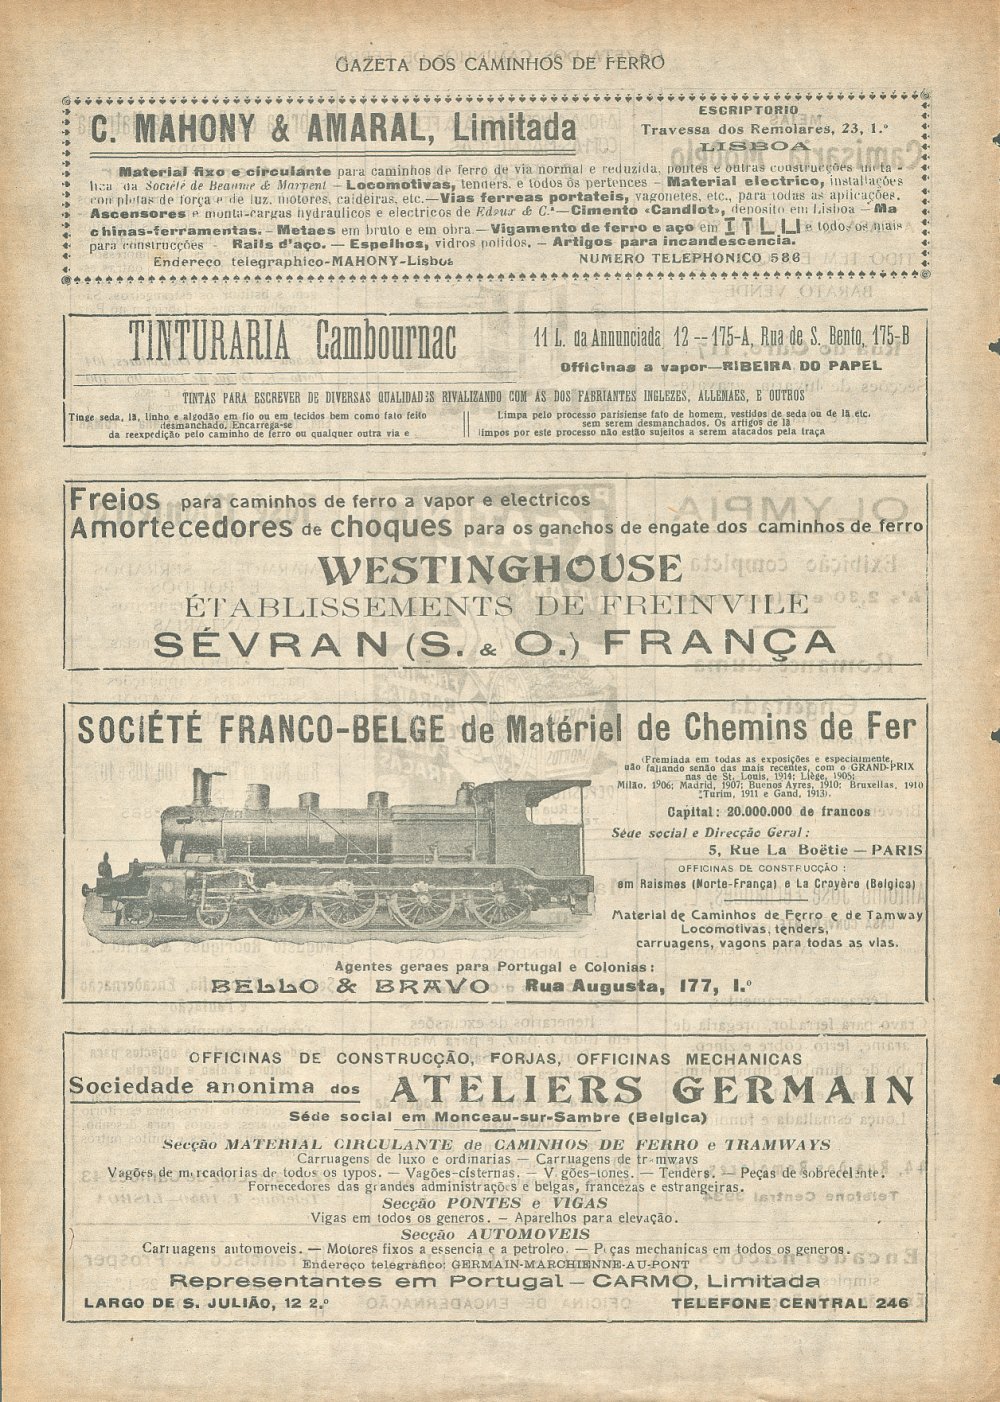 GAZETA DOS CAMINHOS DE FERRO
C. MAHONY & AMARAL, Limitada
ESCRIPTORIO
Travessa dos Remolares, 23, 1.º
LISBOA
Material fixo e circulante para caminhos de ferro de via normal e reduzida, pontes e outras construcções meta-
lica da Société de Beaume & Marpent — Locomotivas, tenders, e todos os pertences — Material electrico, installações
completas de força e de luz, motores, caldeiras, etc. — Vias ferreas portateis, vagonetes, etc., para todas as aplicações.
Ascensores e monta-cargas hydraulicos e electricos de Edoux & C.ª — Cimento «Candlot», deposito em Lisboa — Ma
chinas-ferramentas. — Metaes em bruto e em obra. — Vigamento de ferro e aço em I T L U e todos os mais
para construcções - Rails d'aço. — Espelhos, vidros polidos. — Artigos para incandescencia.
Endereço telegraphico-MAHONY-Lisboa NUMERO TELEPHONICO 586
TINTURARIA Cambournac
11 L. da Annunciada, 12 -- 175-A, Rua de S. Bento, 175-B
Officinas a vapor—RIBEIRA DO PAPEL
TINTAS PARA ESCREVER DE DIVERSAS QUALIDADES RIVALIZANDO COM AS DOS FABRIANTES INGLEZES, ALLEMAES, E OUTROS
Tinge seda, lã, linho e algodão em fio ou em tecidos bem como fato feito
desmanchado. Encarrega-se
da reexpedição pelo caminho de ferro ou qualquer outra via e
Limpa pelo processo parisiense fato de homem, vestidos de seda ou de lã etc.
sem serem desmanchados. Os artigos de lã
limpos por este processo não estão sujeitos a serem atacados pela traça
Freios para caminhos de ferro a vapor e electricos
Amortecedores de choques para os ganchos de engate dos caminhos de ferro
WESTINGHOUSE
ÉTABLISSEMENTS DE FREINVILE
SÉVRAN (S. & O.) FRANÇA
SOCIÉTÉ FRANCO-BELGE de Matériel de Chemins de Fer
(Premiada em todas as exposições e especialmente,
não fallando senão das mais recentes, com o GRAND-PRIX
nas de St. Louis, 1914; Liège, 1905;
Milão, 1906; Madrid, 1907; Buenos Ayres, 1910; Bruxellas, 1910
Turim, 1911 e Gand, 1913).
Capital: 20.000.000 de francos
Séde social e Direcção Geral:
5, Rue La Boëtie — PARIS
OFFICINAS DE CONSTRUCÇÃO:
em Raismes (Norte-França) e La Croyère (Belgica)
Material de Caminhos de Ferro e de Tamway
Locomotivas, tenders,
carruagens, vagons para todas as vias.
Agentes geraes para Portugal e Colonias:
BELLO & BRAVO Rua Augusta, 177, 1.º
OFFICINAS DE CONSTRUCÇÃO, FORJAS, OFFICINAS MECHANICAS
Sociedade anonima dos ATELIERS GERMAIN
Séde social em Monceau-sur-Sambre (Belgica)
Secção MATERIAL CIRCULANTE de CAMINHOS DE FERRO e TRAMWAYS
Carruagens de luxo e ordinarias — Carruagens de tramways
Vagões de mercadorias de todos os typos. — Vagões-cisternas. — Vagões-tones. — Tenders. — Peças de sobrecelente.
Fornecedores das grandes administrações e belgas, francezas e estrangeiras.
Secção PONTES e VIGAS
Vigas em todos os generos. — Aparelhos para elevação.
Secção AUTOMOVEIS
Carruagens automoveis. — Motores fixos a essencia e a petroleo. — Peças mechanicas em todos os generos.
Endereço telegrafico: GERMAIN-MARCHIENNE-AU-PONT
Representantes em Portugal — CARMO, Limitada
LARGO DE S. JULIÃO, 12 2.º TELEFONE CENTRAL 246